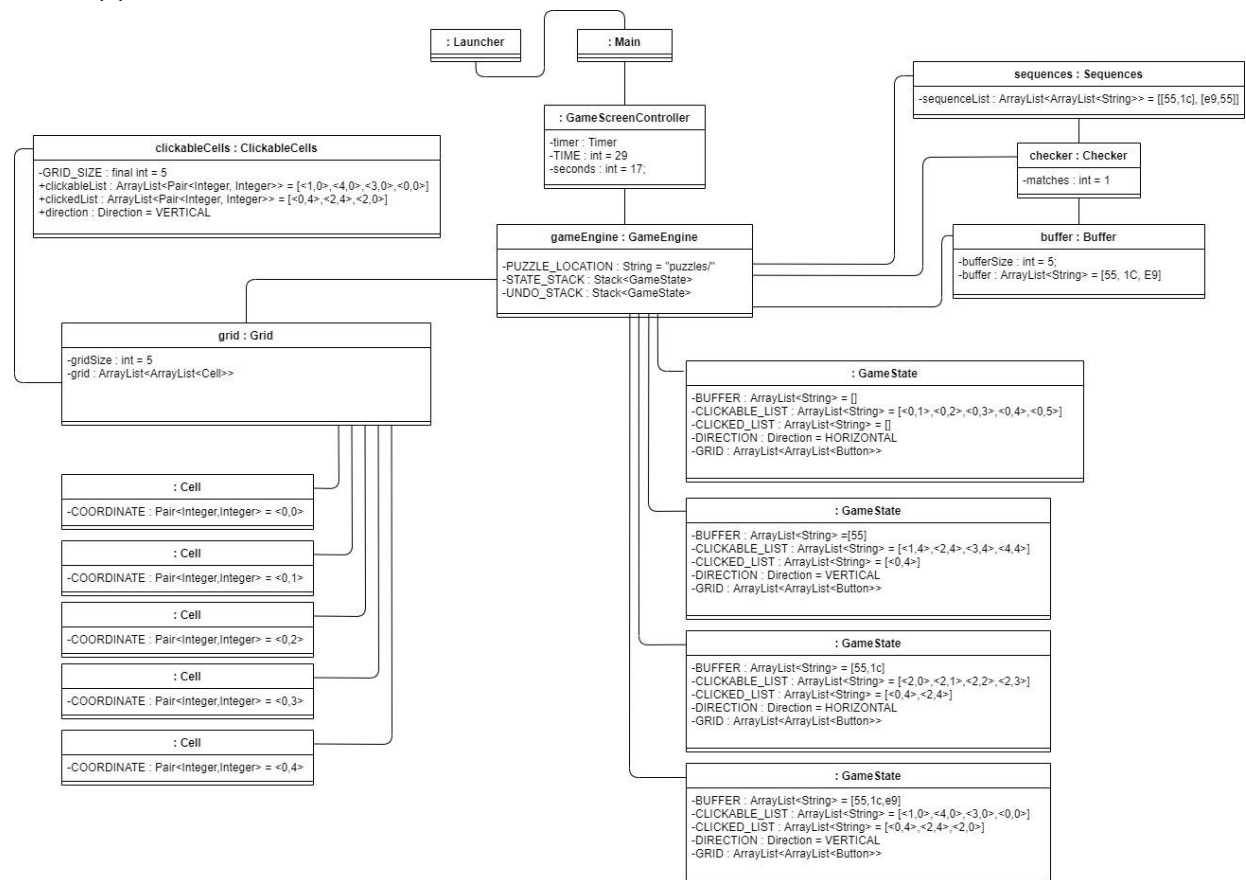 : Launcher
: Main
: GameScreenController
-timer : Timer
-TIME : int = 29
-seconds : int = 17;
sequences : Sequences
-sequenceList : ArrayList<ArrayList<String>> = [[55,1c], [e9,55]]
clickableCells : ClickableCells
-GRID_SIZE : final int = 5
+clickableList : ArrayList<Pair<Integer, Integer>> = [<1,0>,<4,0>,<3,0>,<0,0>]
+clickedList : ArrayList<Pair<Integer, Integer>> = [<0,4>,<2,4>,<2,0>]
+direction : Direction = VERTICAL
checker : Checker
-matches : int = 1
gameEngine : GameEngine
-PUZZLE_LOCATION : String = "puzzles/"
-STATE_STACK : Stack<GameState>
-UNDO_STACK : Stack<GameState>
buffer : Buffer
-bufferSize : int = 5;
-buffer : ArrayList<String> = [55, 1C, E9]
grid : Grid
-gridSize : int = 5
-grid : ArrayList<ArrayList<Cell>>
: GameState
-BUFFER : ArrayList<String> = []
-CLICKABLE_LIST : ArrayList<String> = [<0,1>,<0,2>,<0,3>,<0,4>,<0,5>]
-CLICKED_LIST : ArrayList<String> = []
-DIRECTION : Direction = HORIZONTAL
-GRID : ArrayList<ArrayList<Button>>
: Cell
-COORDINATE : Pair<Integer,Integer> = <0,0>
: Cell
-COORDINATE : Pair<Integer,Integer> = <0,1>
: Cell
-COORDINATE : Pair<Integer,Integer> = <0,2>
: Cell
-COORDINATE : Pair<Integer,Integer> = <0,3>
: Cell
-COORDINATE : Pair<Integer,Integer> = <0,4>
: GameState
-BUFFER : ArrayList<String> =[55]
-CLICKABLE_LIST : ArrayList<String> = [<1,4>,<2,4>,<3,4>,<4,4>]
-CLICKED_LIST : ArrayList<String> = [<0,4>]
-DIRECTION : Direction = VERTICAL
-GRID : ArrayList<ArrayList<Button>>
: GameState
-BUFFER : ArrayList<String> = [55,1c]
-CLICKABLE_LIST : ArrayList<String> = [<2,0>,<2,1>,<2,2>,<2,3>]
-CLICKED_LIST : ArrayList<String> = [<0,4>,<2,4>]
-DIRECTION : Direction = HORIZONTAL
-GRID : ArrayList<ArrayList<Button>>
: GameState
-BUFFER : ArrayList<String> = [55,1c,e9]
-CLICKABLE_LIST : ArrayList<String> = [<1,0>,<4,0>,<3,0>,<0,0>]
-CLICKED_LIST : ArrayList<String> = [<0,4>,<2,4>,<2,0>]
-DIRECTION : Direction = VERTICAL
-GRID : ArrayList<ArrayList<Button>>